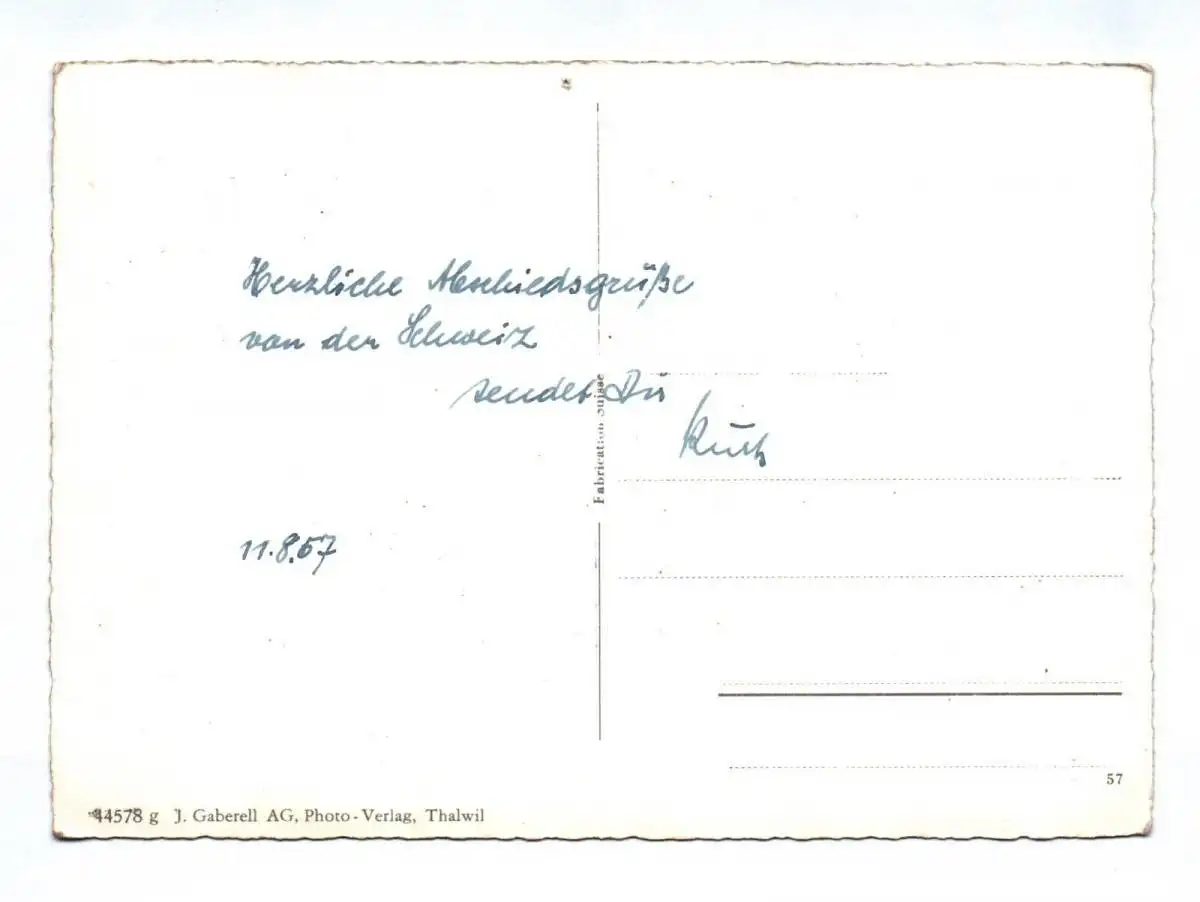 Herzliche Abschiedsgrüße
von der Schweiz
sendet Dir
Ruth
11.8.57
Fabrication Suisse
57
44578 g J. Gaberell AG, Photo-Verlag, Thalwil